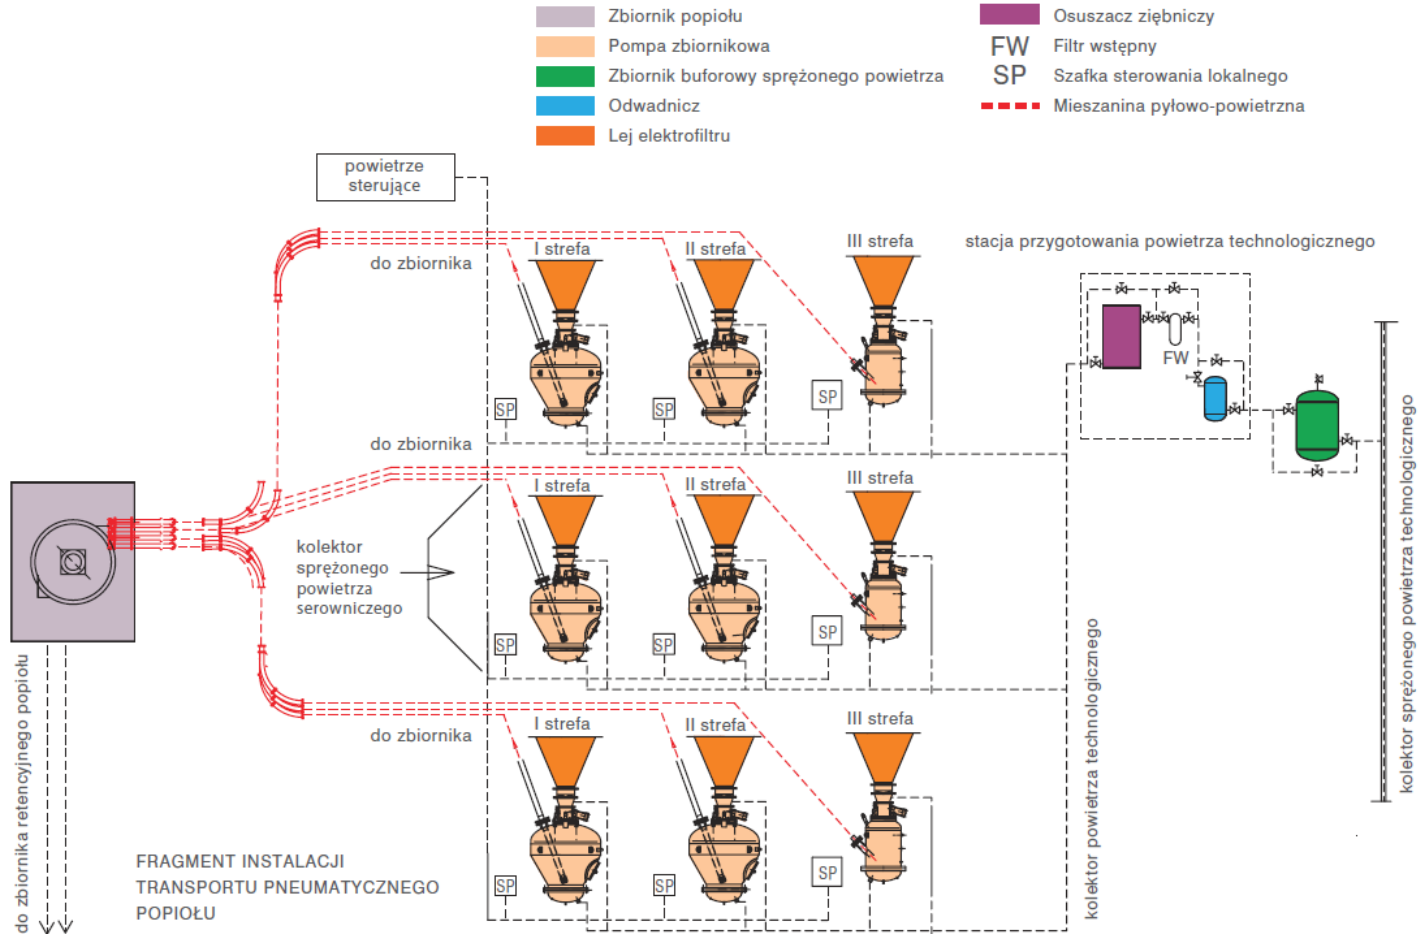 Zbiornik popiołu
Pompa zbiornikowa
Zbiornik buforowy sprężonego powietrza
Odwadnicz
Lej elektrofiltru
Osuszacz ziębniczy
FW
Filtr wstępny
SP
Szafka sterowania lokalnego
Mieszanina pyłowo-powietrzna
powietrze
sterujące
I strefa
II strefa
III strefa
do zbiornika
SP
SP
SP
stacja przygotowania powietrza technologicznego
FW
do zbiornika
I strefa
II strefa
III strefa
kolektor
sprężonego
powietrza
serowniczego
SP
SP
SP
do zbiornika
I strefa
II strefa
III strefa
SP
SP
SP
kolektor powietrza technologicznego
kolektor sprężonego powietrza technologicznego
do zbiornika retencyjnego popiołu
FRAGMENT INSTALACJI
TRANSPORTU PNEUMATYCZNEGO
POPIOŁU